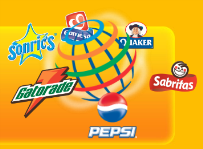 Sonric's
Gamesa
QUAKER
Sabritas
Gatorade
PEPSI